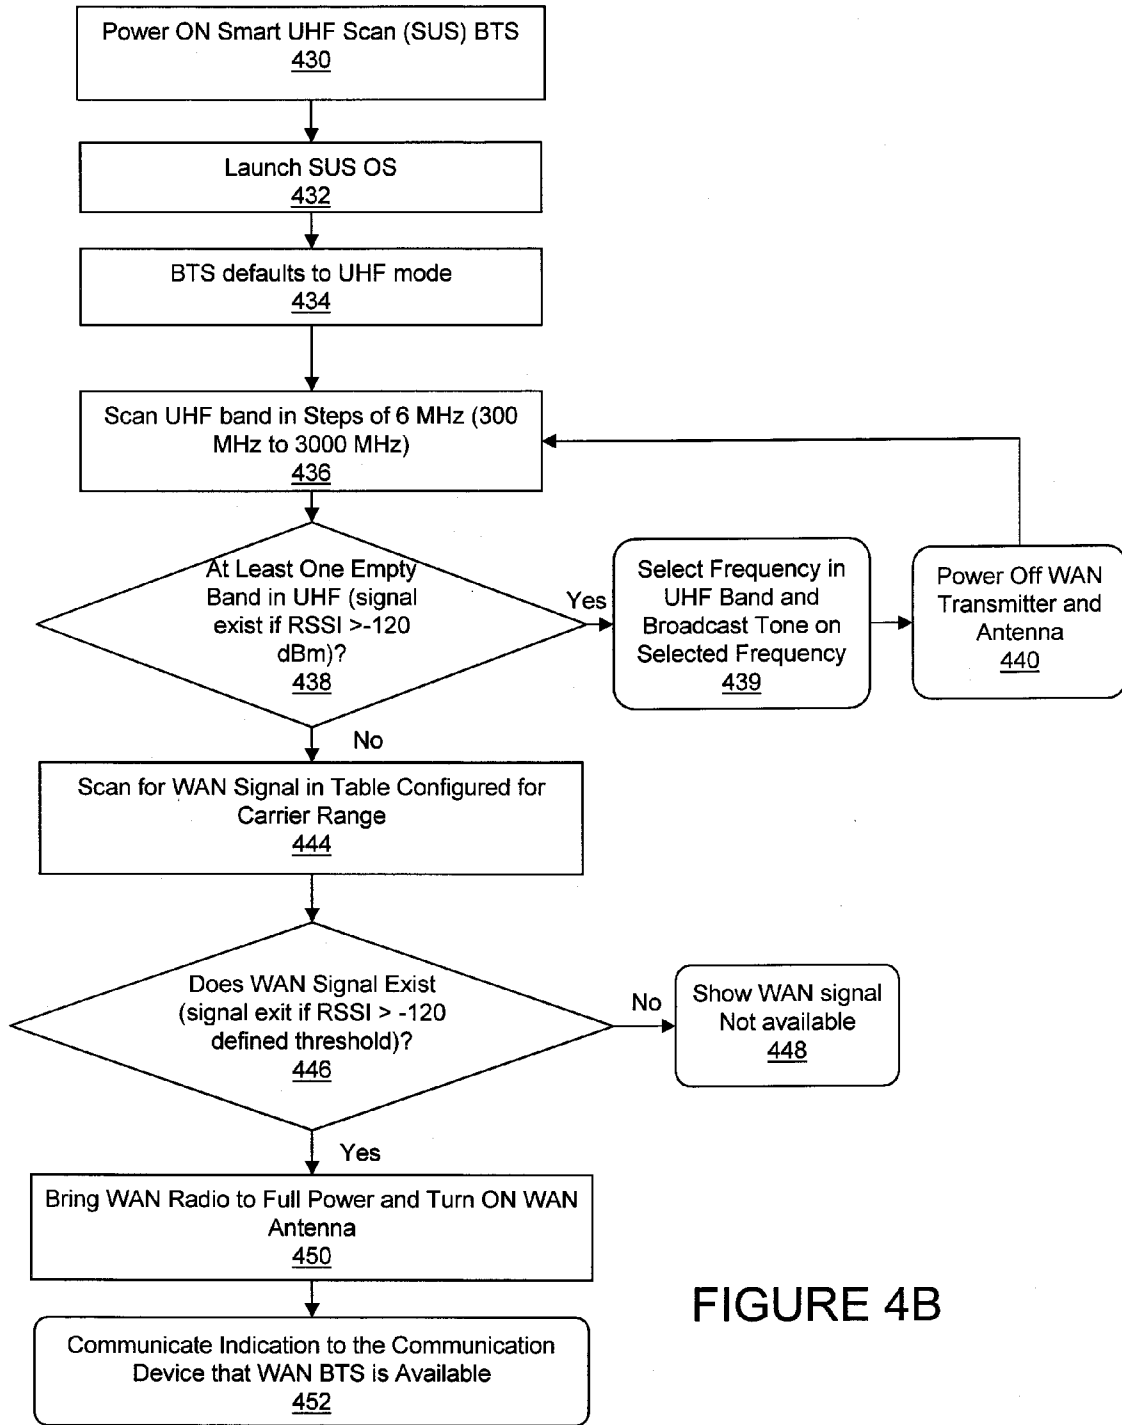 Power ON Smart UHF Scan (SUS) BTS
430
Launch SUS OS
432
BTS defaults to UHF mode
434
Scan UHF band in Steps of 6 MHz (300
MHz to 3000 MHz)
436
At Least One Empty
Band in UHF (signal
exist if RSSI >-120
dBm)?
438
Yes
Select Frequency in
UHF Band and
Broadcast Tone on
Selected Frequency
439
Power Off WAN
Transmitter and
Antenna
440
No
Scan for WAN Signal in Table Configured for
Carrier Range
444
Does WAN Signal Exist
(signal exit if RSSI > -120
defined threshold)?
446
No
Show WAN signal
Not available
448
Yes
Bring WAN Radio to Full Power and Turn ON WAN
Antenna
450
Communicate Indication to the Communication
Device that WAN BTS is Available
452
FIGURE 4B